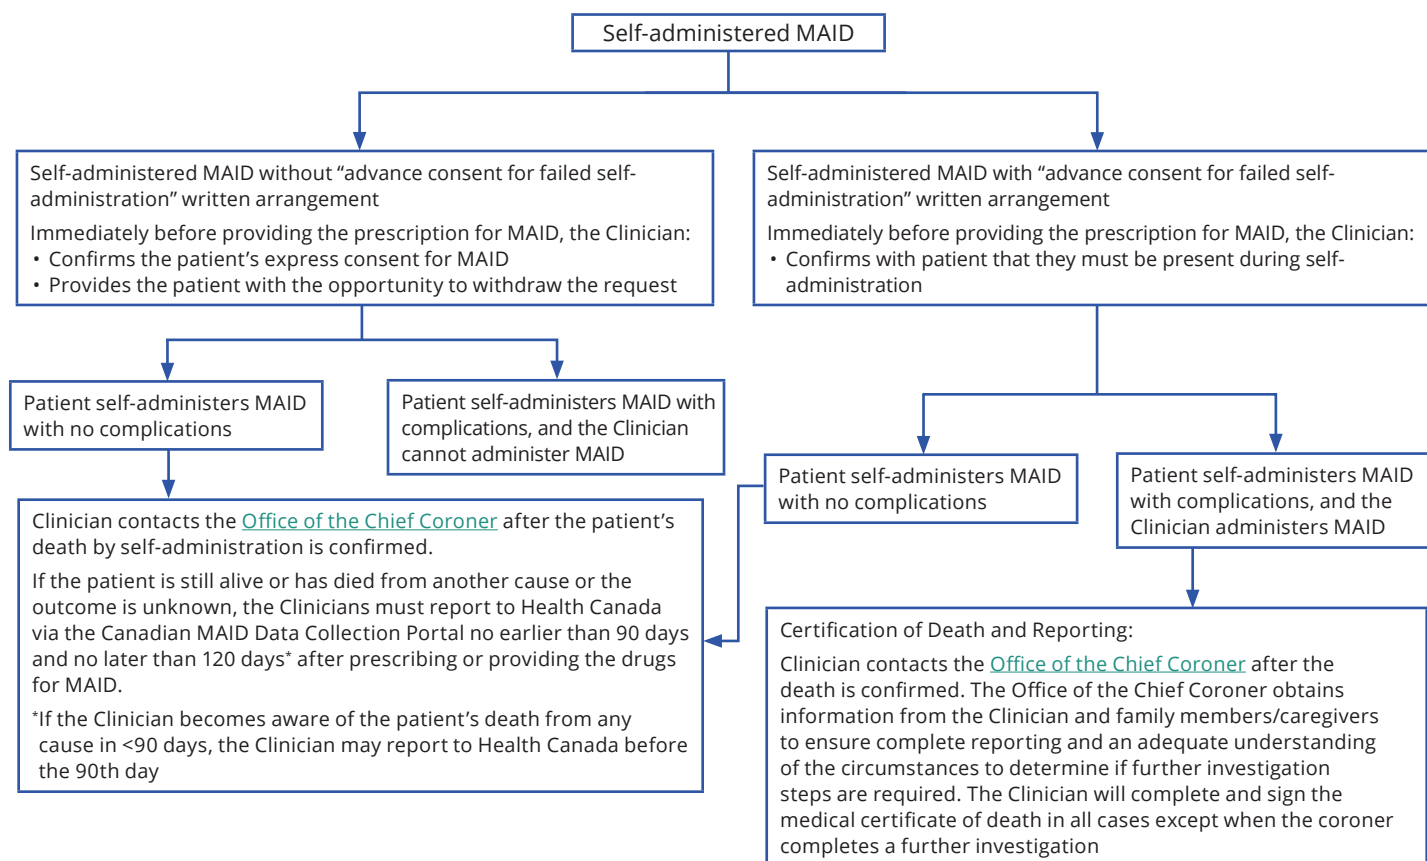 Self-administered MAID
Self-administered MAID without “advance consent for failed self-
administration” written arrangement
Immediately before providing the prescription for MAID, the Clinician:
• Confirms the patient’s express consent for MAID
• Provides the patient with the opportunity to withdraw the request
Self-administered MAID with “advance consent for failed self-
administration” written arrangement
Immediately before providing the prescription for MAID, the Clinician:
• Confirms with patient that they must be present during self-
administration
Patient self-administers MAID
with no complications
Patient self-administers MAID with
complications, and the Clinician
cannot administer MAID
Patient self-administers MAID
with no complications
Patient self-administers MAID
with complications, and the
Clinician administers MAID
Clinician contacts the Office of the Chief Coroner after the patient’s
death by self-administration is confirmed.
If the patient is still alive or has died from another cause or the
outcome is unknown, the Clinicians must report to Health Canada
via the Canadian MAID Data Collection Portal no earlier than 90 days
and no later than 120 days* after prescribing or providing the drugs
for MAID.
*If the Clinician becomes aware of the patient’s death from any
cause in <90 days, the Clinician may report to Health Canada before
the 90th day
Certification of Death and Reporting:
Clinician contacts the Office of the Chief Coroner after the
death is confirmed. The Office of the Chief Coroner obtains
information from the Clinician and family members/caregivers
to ensure complete reporting and an adequate understanding
of the circumstances to determine if further investigation
steps are required. The Clinician will complete and sign the
medical certificate of death in all cases except when the coroner
completes a further investigation